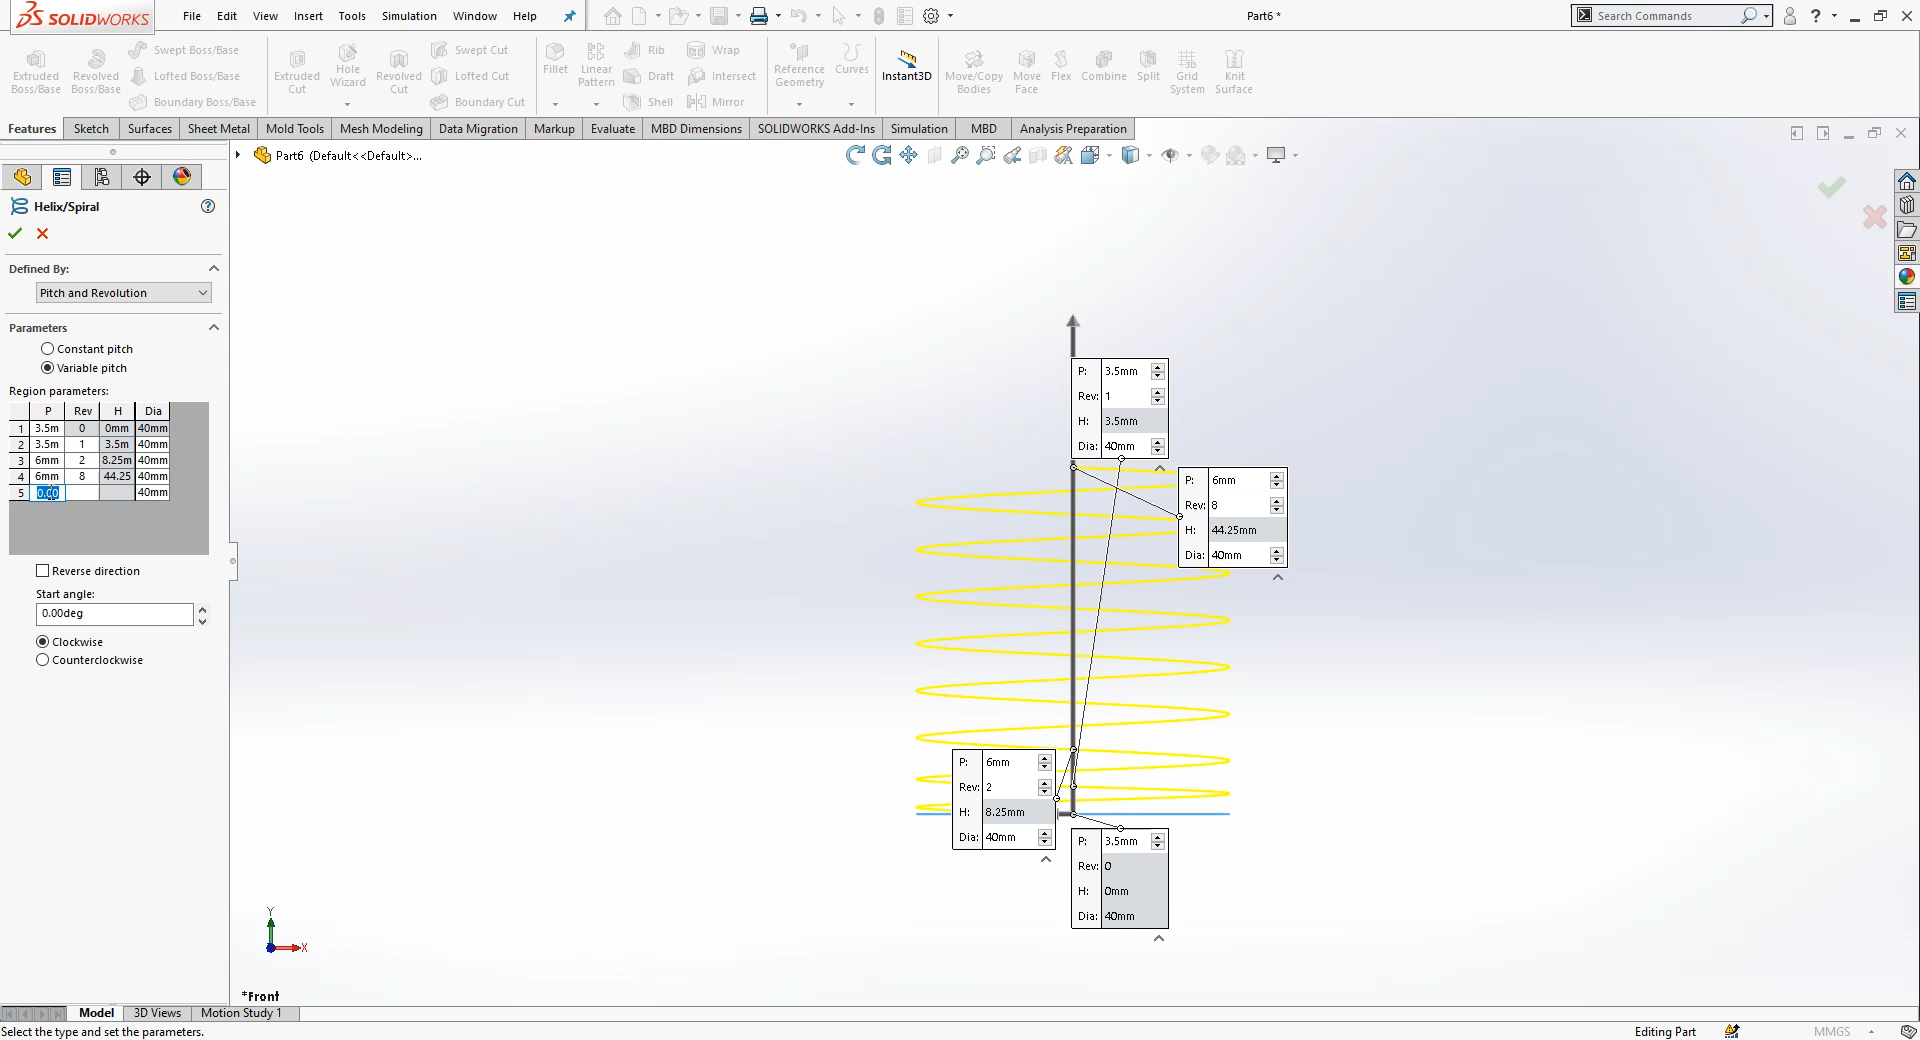 SOLIDWORKS
File Edit View Insert Tools Simulation Window Help
Part6 *
Search Commands
?
Extruded Boss/Base
Revolved Boss/Base
Swept Boss/Base
Lofted Boss/Base
Boundary Boss/Base
Extruded Cut
Hole Wizard
Revolved Cut
Swept Cut
Lofted Cut
Boundary Cut
Fillet
Linear Pattern
Rib
Draft
Shell
Wrap
Intersect
Mirror
Reference Geometry
Curves
Instant3D
Move/Copy Bodies
Move Face
Flex
Combine
Split
Grid System
Knit Surface
Features Sketch Surfaces Sheet Metal Mold Tools Mesh Modeling Data Migration Markup Evaluate MBD Dimensions SOLIDWORKS Add-Ins Simulation MBD Analysis Preparation
Part6 (Default<<Default>...
Helix/Spiral
?
Defined By:
Pitch and Revolution
Parameters
Constant pitch
Variable pitch
Region parameters:
P Rev H Dia
1 3.5m 0 0mm 40mm
2 3.5m 1 3.5m 40mm
3 6mm 2 8.25m 40mm
4 6mm 8 44.25 40mm
5 0.00 40mm
Reverse direction
Start angle:
0.00deg
Clockwise
Counterclockwise
P: 3.5mm
Rev: 1
H: 3.5mm
Dia: 40mm
P: 6mm
Rev: 8
H: 44.25mm
Dia: 40mm
P: 6mm
Rev: 2
H: 8.25mm
Dia: 40mm
P: 3.5mm
Rev: 0
H: 0mm
Dia: 40mm
Y
X
*Front
Model 3D Views Motion Study 1
Select the type and set the parameters.
Editing Part
MMGS